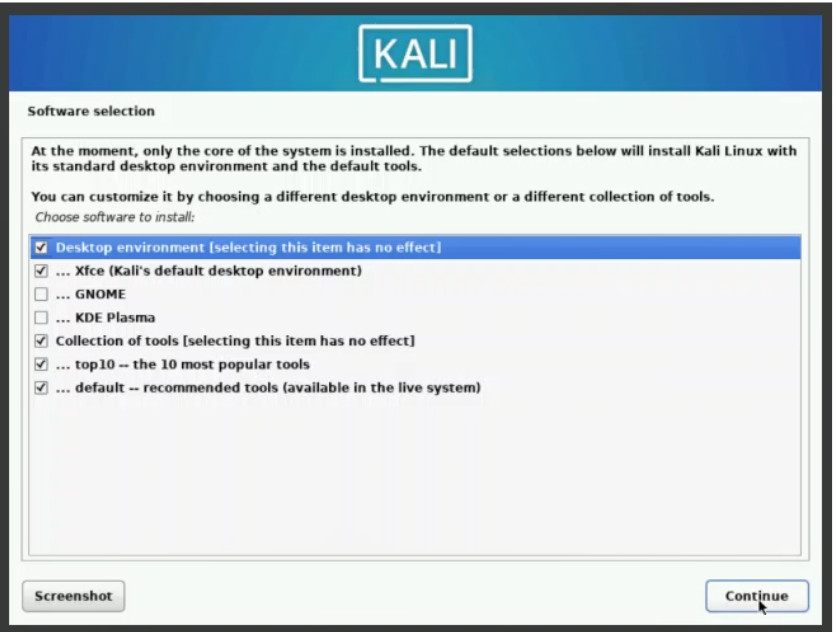 KALI
Software selection
At the moment, only the core of the system is installed. The default selections below will install Kali Linux with
its standard desktop environment and the default tools.
You can customize it by choosing a different desktop environment or a different collection of tools.
Choose software to install:
Desktop environment [selecting this item has no effect]
... Xfce (Kali's default desktop environment)
... GNOME
... KDE Plasma
Collection of tools [selecting this item has no effect]
... top10 -- the 10 most popular tools
... default -- recommended tools (available in the live system)
Screenshot
Continue